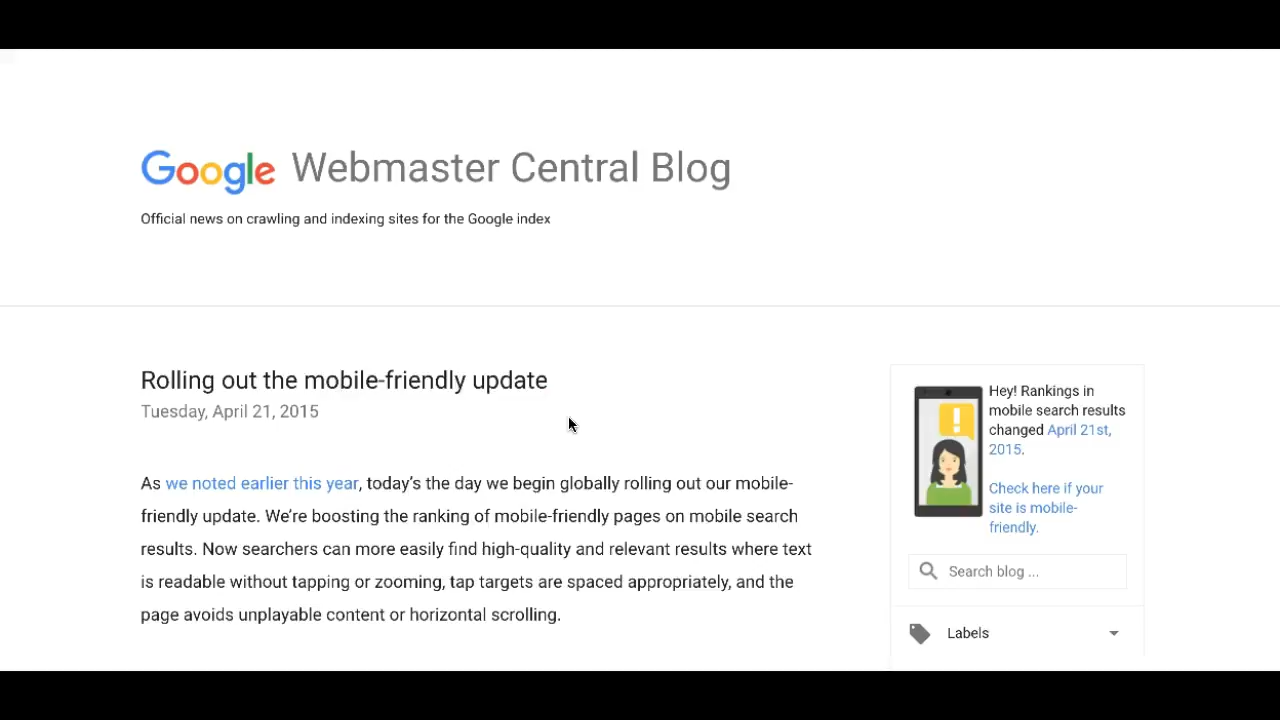 Google Webmaster Central Blog
Official news on crawling and indexing sites for the Google index
Rolling out the mobile-friendly update
Tuesday, April 21, 2015
As we noted earlier this year, today's the day we begin globally rolling out our mobile-
friendly update. We're boosting the ranking of mobile-friendly pages on mobile search
results. Now searchers can more easily find high-quality and relevant results where text
is readable without tapping or zooming, tap targets are spaced appropriately, and the
page avoids unplayable content or horizontal scrolling.
!
Hey! Rankings in
mobile search results
changed April 21st,
2015.
Check here if your
site is mobile-
friendly.
Search blog ...
Labels